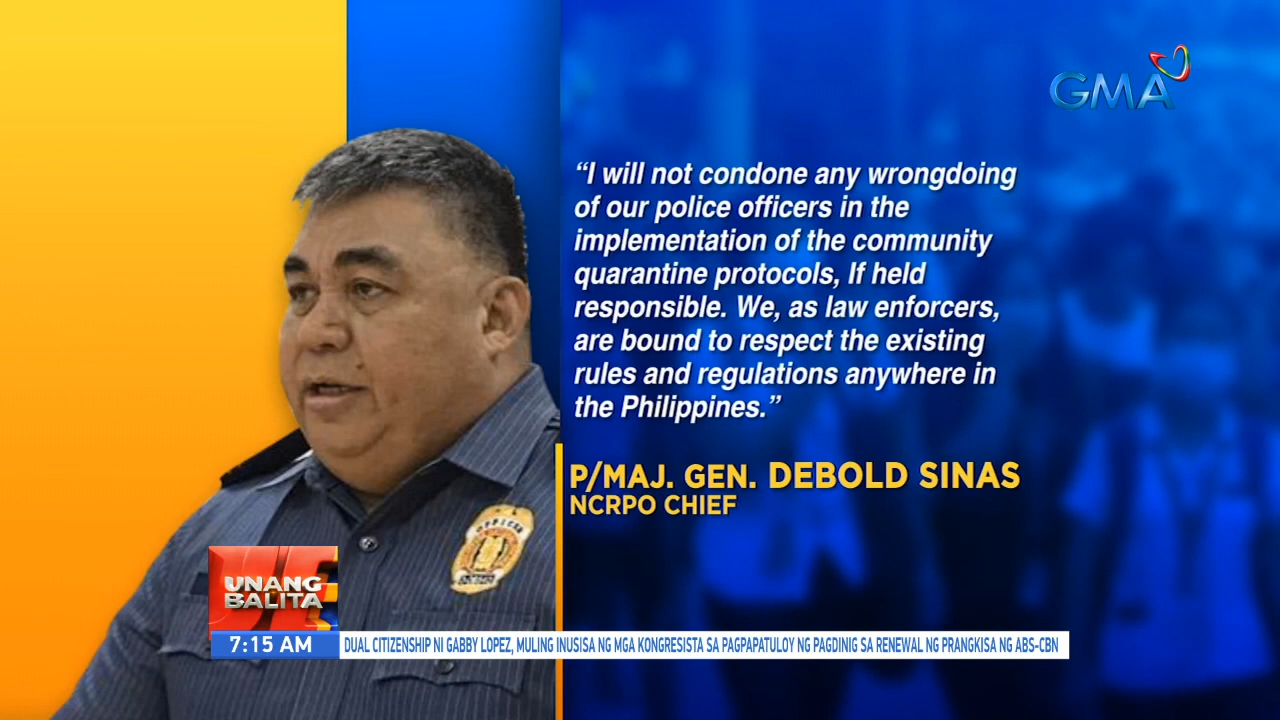 GMA
“I will not condone any wrongdoing
of our police officers in the
implementation of the community
quarantine protocols, If held
responsible. We, as law enforcers,
are bound to respect the existing
rules and regulations anywhere in
the Philippines.”
P/MAJ. GEN. DEBOLD SINAS
NCRPO CHIEF
OFFICER
UNANG
BALITA
7:15 AM
DUAL CITIZENSHIP NI GABBY LOPEZ, MULING INUSISA NG MGA KONGRESISTA SA PAGPAPATULOY NG PAGDINIG SA RENEWAL NG PRANGKISA NG ABS-CBN